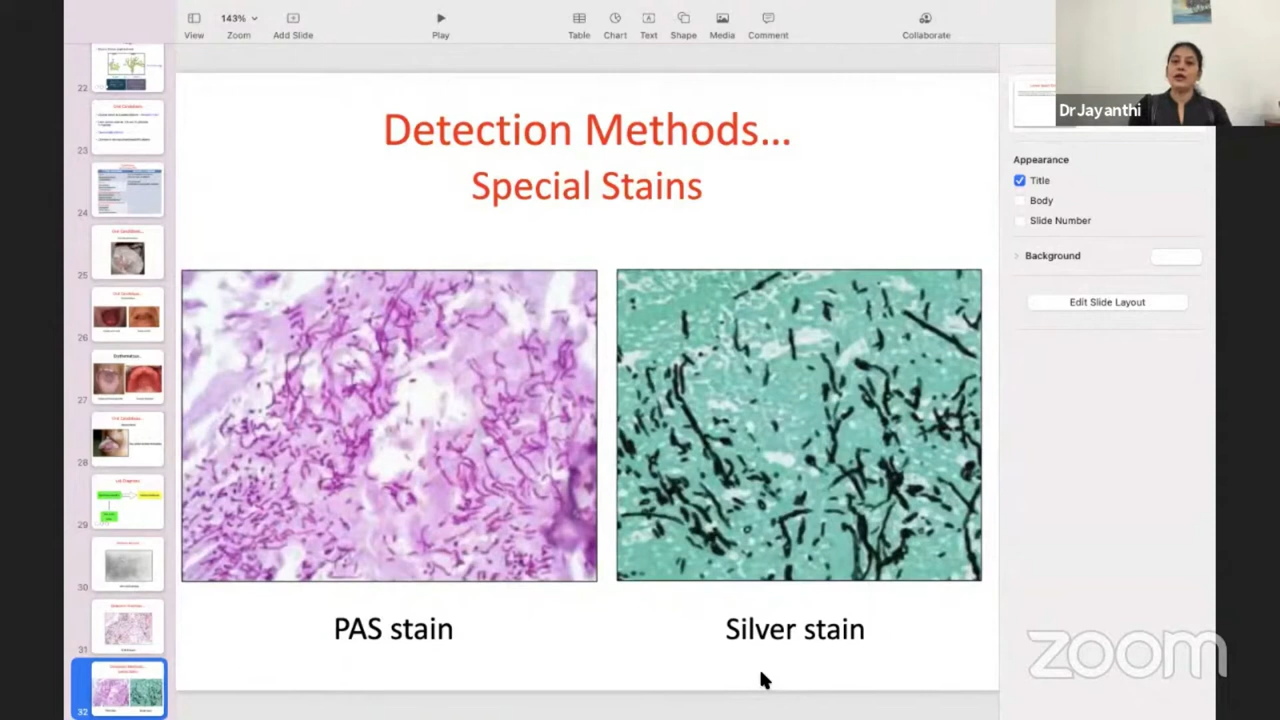 143%
View
Zoom
Add Slide
Play
Table
Chart
Text
Shape
Media
Comment
Collaborate
Dr Jayanthi
22
23
24
25
26
27
28
29
30
31
32
Detection Methods...
Special Stains
PAS stain
Silver stain
Appearance
Title
Body
Slide Number
Background
Edit Slide Layout
zoom